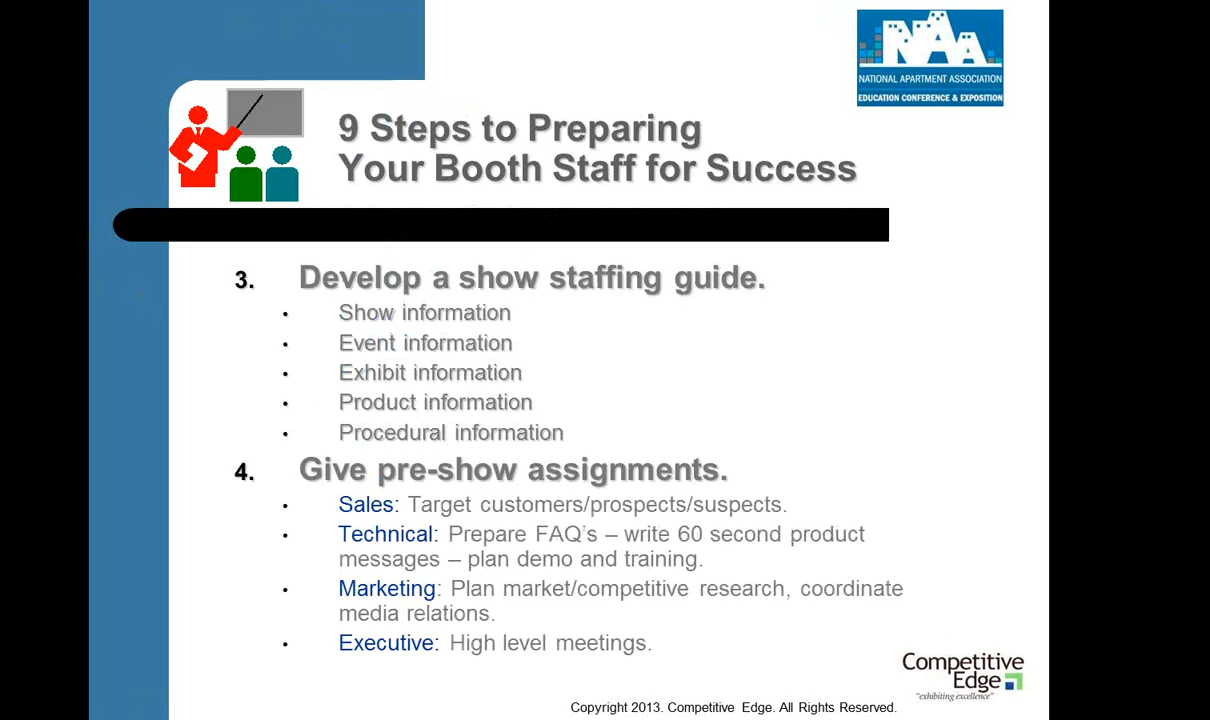 NAA
NATIONAL APARTMENT ASSOCIATION
EDUCATION CONFERENCE & EXPOSITION
9 Steps to Preparing
Your Booth Staff for Success
3. Develop a show staffing guide.
• Show information
• Event information
• Exhibit information
• Product information
• Procedural information
4. Give pre-show assignments.
• Sales: Target customers/prospects/suspects.
• Technical: Prepare FAQ's – write 60 second product
messages – plan demo and training.
• Marketing: Plan market/competitive research, coordinate
media relations.
• Executive: High level meetings.
Competitive
Edge
"exhibiting excellence"
Copyright 2013. Competitive Edge. All Rights Reserved.